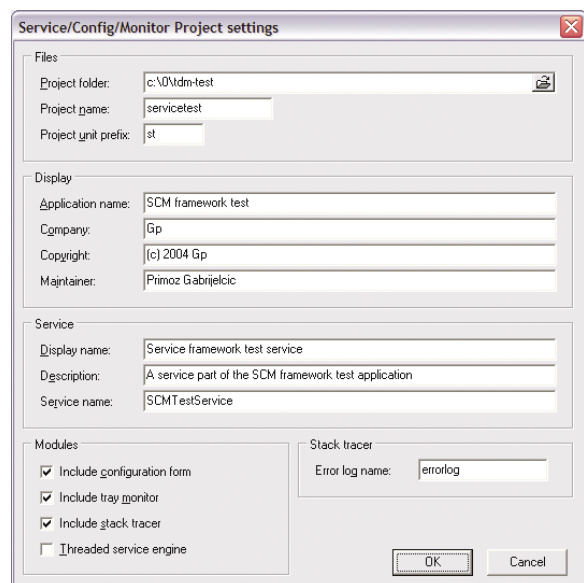 Service/Config/Monitor Project settings
Files
Project folder: c:\0\tdm-test
Project name: servicetest
Project unit prefix: st
Display
Application name: SCM framework test
Company: Gp
Copyright: (c) 2004 Gp
Maintainer: Primoz Gabrijelcic
Service
Display name: Service framework test service
Description: A service part of the SCM framework test application
Service name: SCMTestService
Modules
Include configuration form
Include tray monitor
Include stack tracer
Threaded service engine
Stack tracer
Error log name: errorlog
OK
Cancel